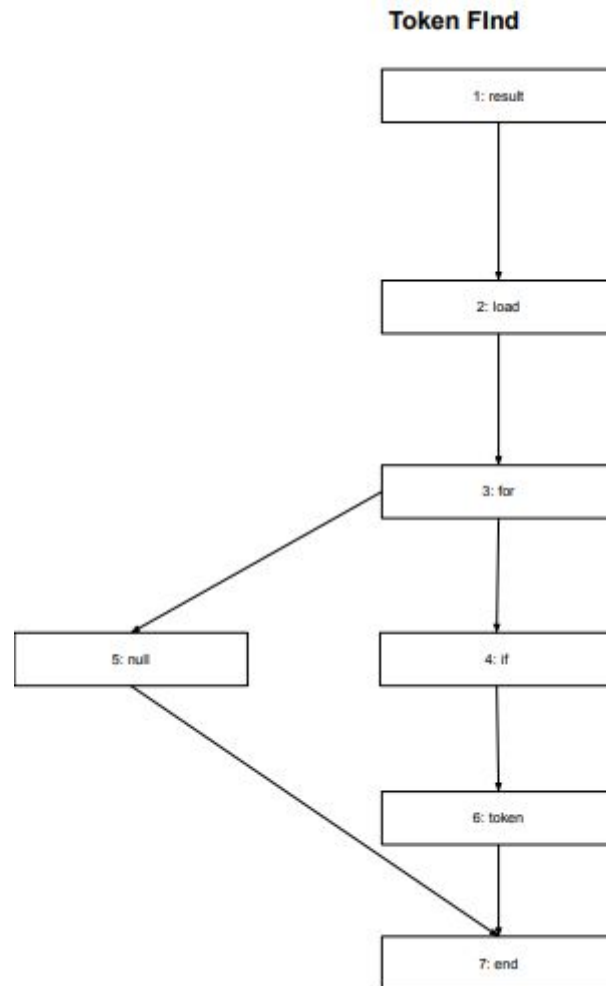 Token FInd
1: result
2: load
3: for
5: null
4: if
6: token
7: end